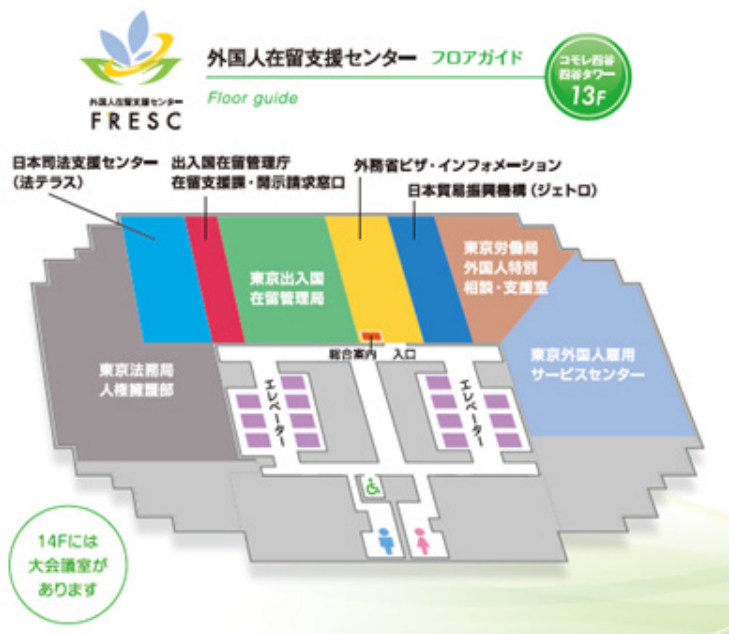 外国人在留支援センター フロアガイド
Floor guide
コモレ四谷
四谷タワー
13F
外国人在留支援センター
FRESC
日本司法支援センター
(法テラス)
出入国在留管理庁
在留支援課・開示請求窓口
外務省ビザ・インフォメーション
日本貿易振興機構(ジェトロ)
東京出入国
在留管理局
東京労働局
外国人特別
相談・支援室
東京法務局
人権擁護部
総合案内 入口
東京外国人雇用
サービスセンター
エレベーター
エレベーター
14Fには
大会議室が
あります